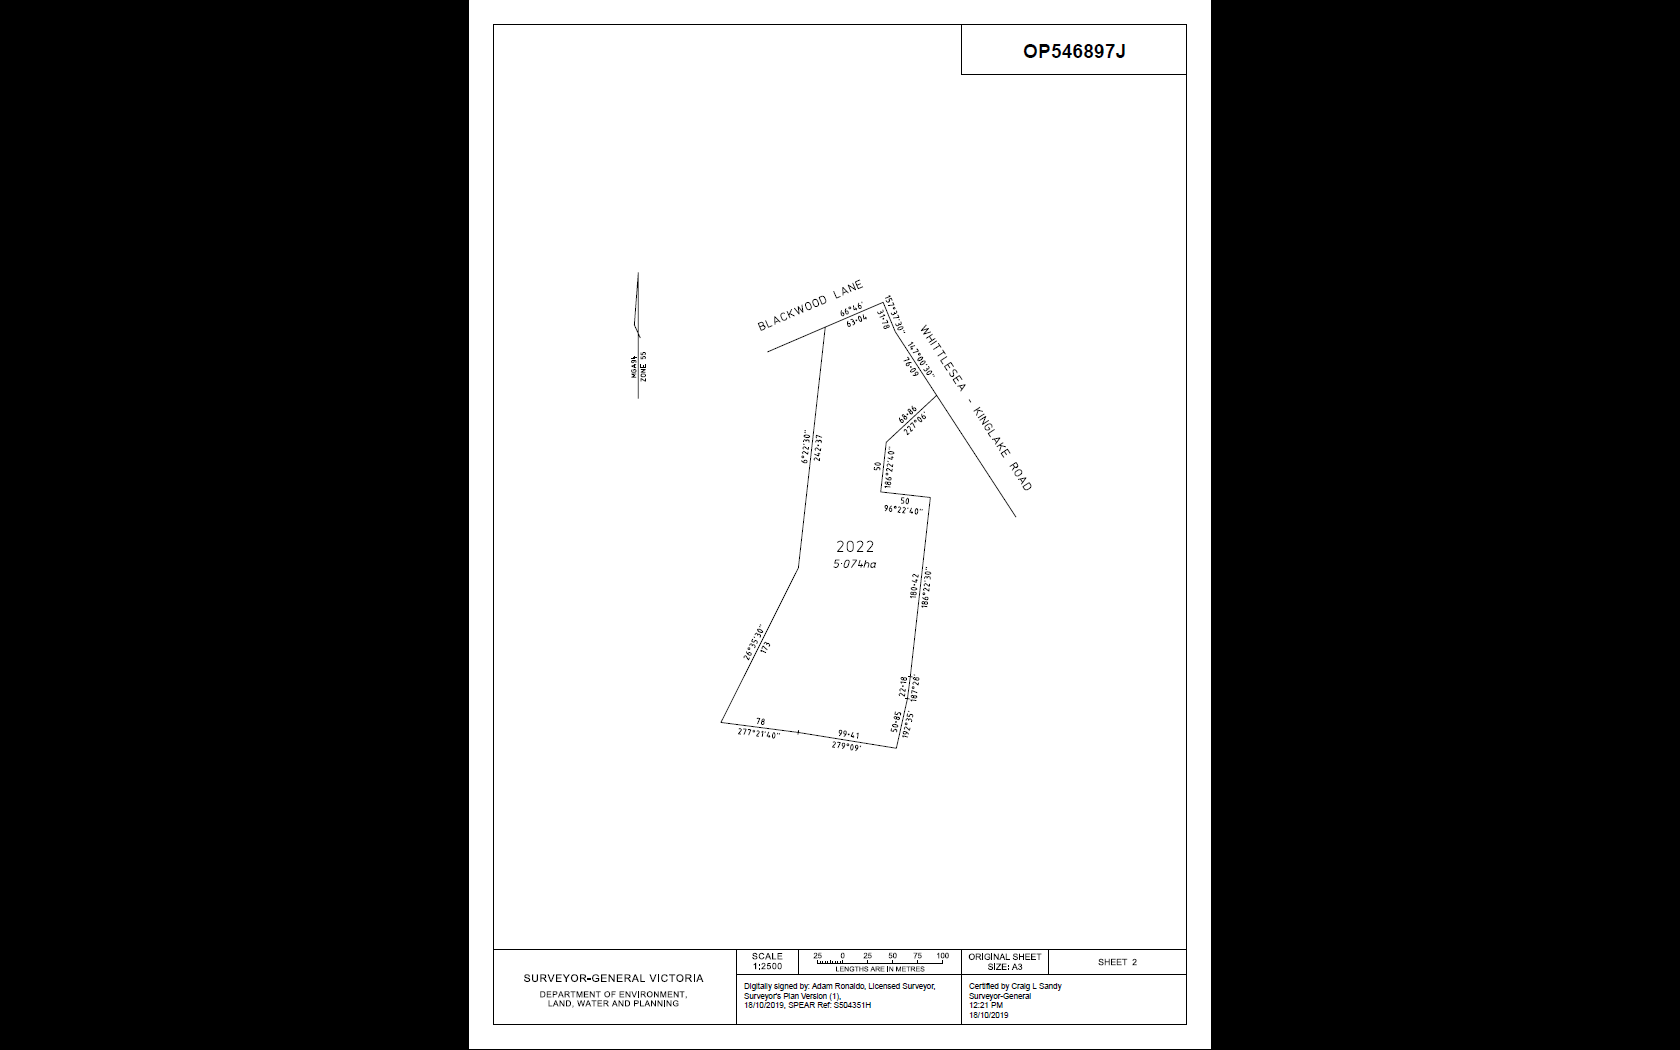 OP546897J
BLACKWOOD LANE
66°46'
63·04
157°37'30"
31·78
WHITTLESEA - KINGLAKE ROAD
147°00'30"
76·09
MGA94
ZONE 55
68·86
227°06'
6°22'30"
242·37
50
186°22'40"
50
96°22'40"
2022
5·074ha
180·42
186°22'30"
26°35'30"
173
22·18
187°28'
50·85
192°35'
78
277°21'40"
99·41
279°09'
SURVEYOR-GENERAL VICTORIA
DEPARTMENT OF ENVIRONMENT,
LAND, WATER AND PLANNING
SCALE
1:2500
25 0 25 50 75 100
LENGTHS ARE IN METRES
ORIGINAL SHEET
SIZE: A3
SHEET 2
Digitally signed by: Adam Ronaldo, Licensed Surveyor,
Surveyor's Plan Version (1),
18/10/2019, SPEAR Ref: S504351H
Certified by Craig L Sandy
Surveyor-General
12:21 PM
18/10/2019